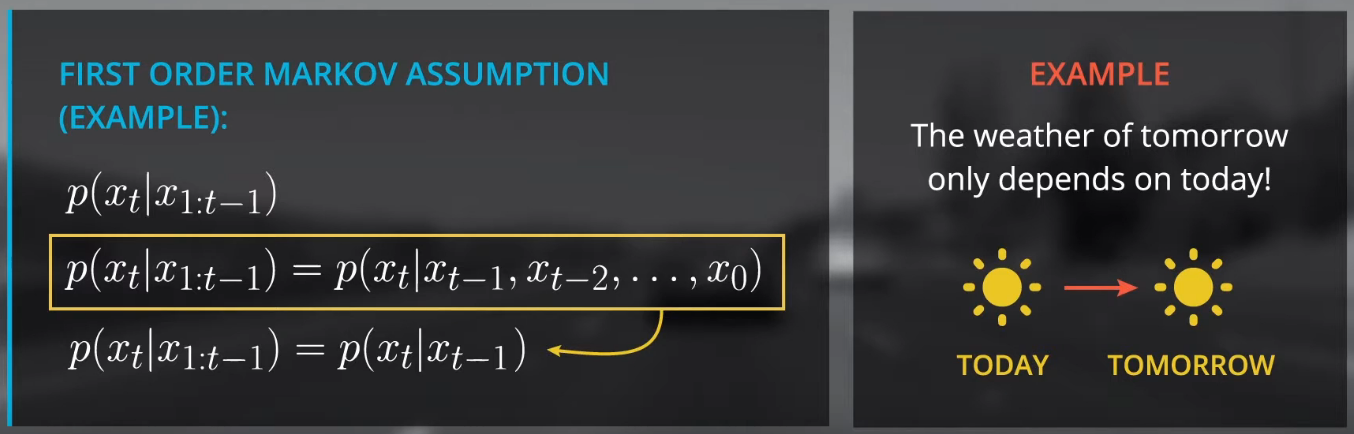 FIRST ORDER MARKOV ASSUMPTION
(EXAMPLE):
p(x_t|x_{1:t−1})
p(x_t|x_{1:t−1}) = p(x_t|x_{t−1}, x_{t−2}, . . . , x_0)
p(x_t|x_{1:t−1}) = p(x_t|x_{t−1})
EXAMPLE
The weather of tomorrow
only depends on today!
TODAY
TOMORROW